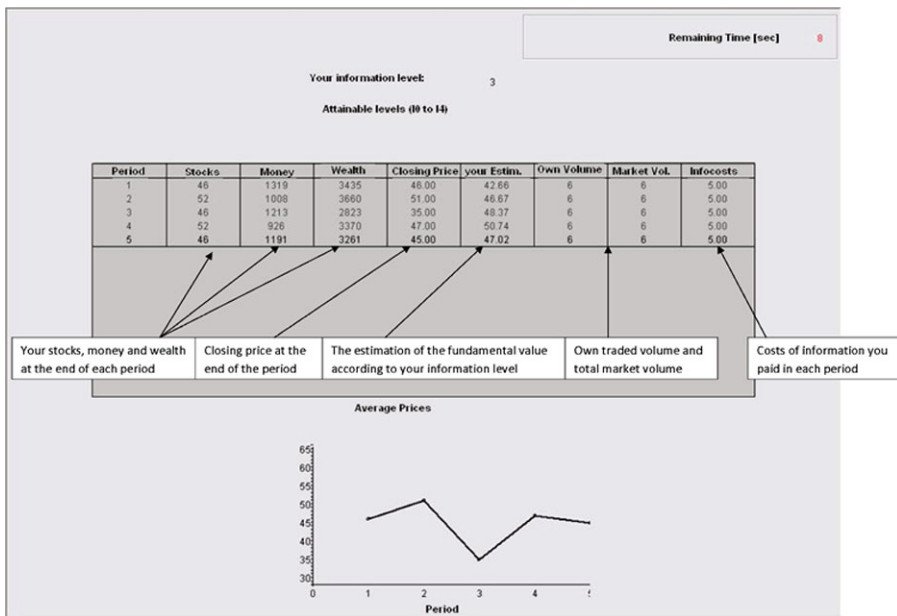 Remaining Time [sec] 8
Your information level: 3
Attainable levels (I0 to I4)
Period Stocks Money Wealth Closing Price your Estim. Own Volume Market Vol. Infocosts
1 46 1319 3435 46.00 42.66 6 6 5.00
2 52 1008 3660 51.00 46.67 6 6 5.00
3 46 1213 2823 35.00 48.37 6 6 5.00
4 52 926 3370 47.00 50.74 6 6 5.00
5 46 1191 3261 45.00 47.02 6 6 5.00
Your stocks, money and wealth
at the end of each period
Closing price at the
end of the period
The estimation of the fundamental value
according to your information level
Own traded volume and
total market volume
Costs of information you
paid in each period
Average Prices
65
60
55
50
45
40
35
30
0 1 2 3 4
Period